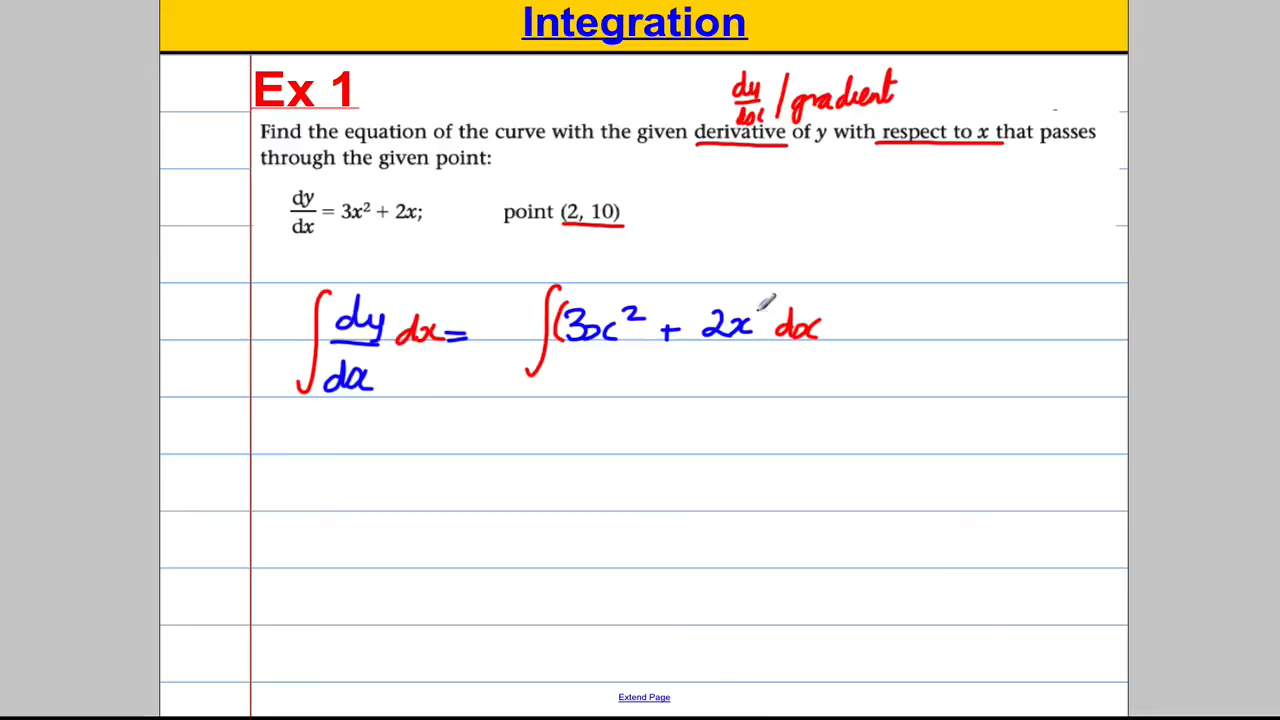 Integration
Ex 1
dy/dx / gradient
Find the equation of the curve with the given derivative of y with respect to x that passes
through the given point:
dy/dx = 3x² + 2x; point (2, 10)
∫ dy/dx dx = ∫(3x² + 2x dx
Extend Page